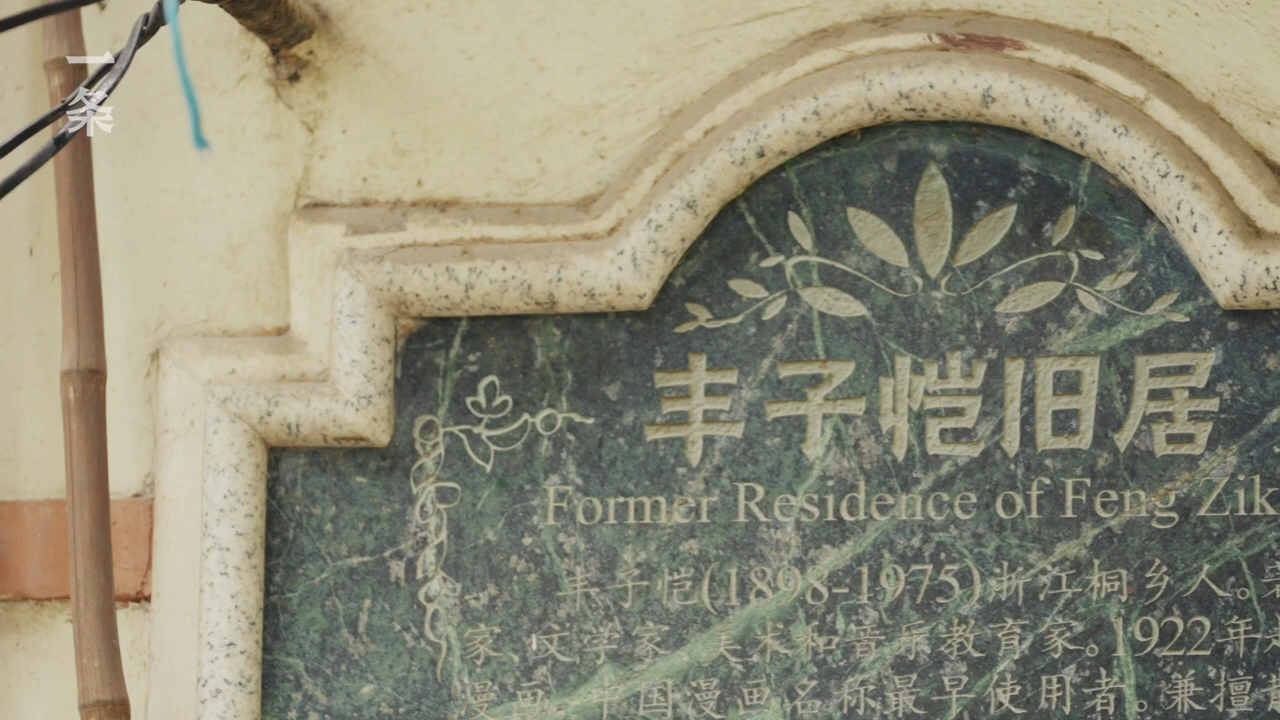 一条
丰子恺旧居
Former Residence of Feng Zik
丰子恺(1898-1975)浙江桐乡人。
家、文学家、美术和音乐教育家。1922年
漫画。中国漫画名称最早使用者。兼擅